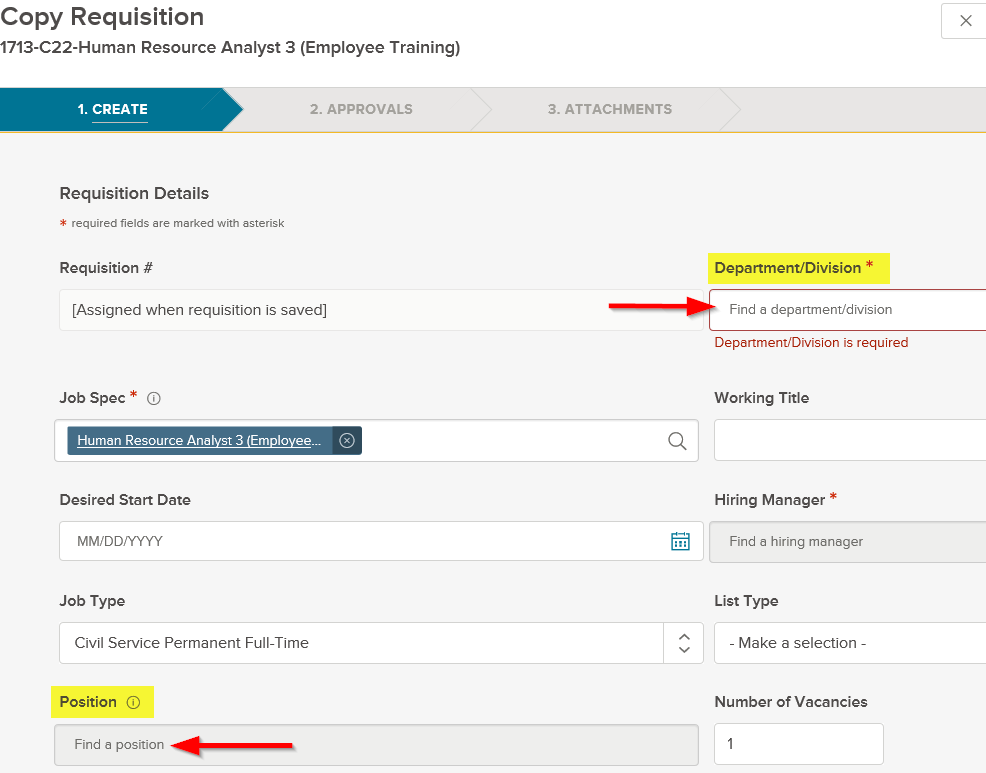 Copy Requisition
1713-C22-Human Resource Analyst 3 (Employee Training)
1. CREATE
2. APPROVALS
3. ATTACHMENTS
Requisition Details
* required fields are marked with asterisk
Requisition #
Department/Division *
[Assigned when requisition is saved]
Find a department/division
Department/Division is required
Job Spec *
Working Title
Human Resource Analyst 3 (Employee...
Desired Start Date
Hiring Manager *
MM/DD/YYYY
Find a hiring manager
Job Type
List Type
Civil Service Permanent Full-Time
- Make a selection -
Position
Number of Vacancies
Find a position
1